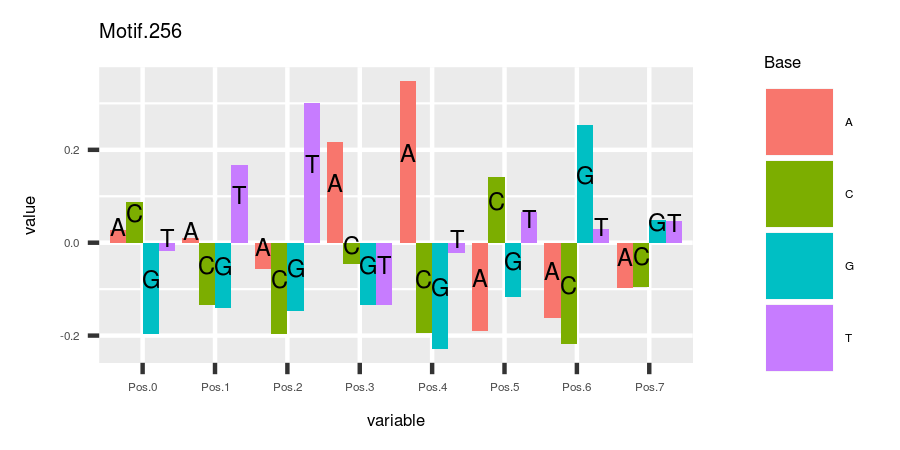 Motif.256
value
0.2
0.0
-0.2
A C G T
A C G T
A C G T
A C G T
A C G T
A C G T
A C G T
A C G T
Pos.0 Pos.1 Pos.2 Pos.3 Pos.4 Pos.5 Pos.6 Pos.7
variable
Base
A
C
G
T